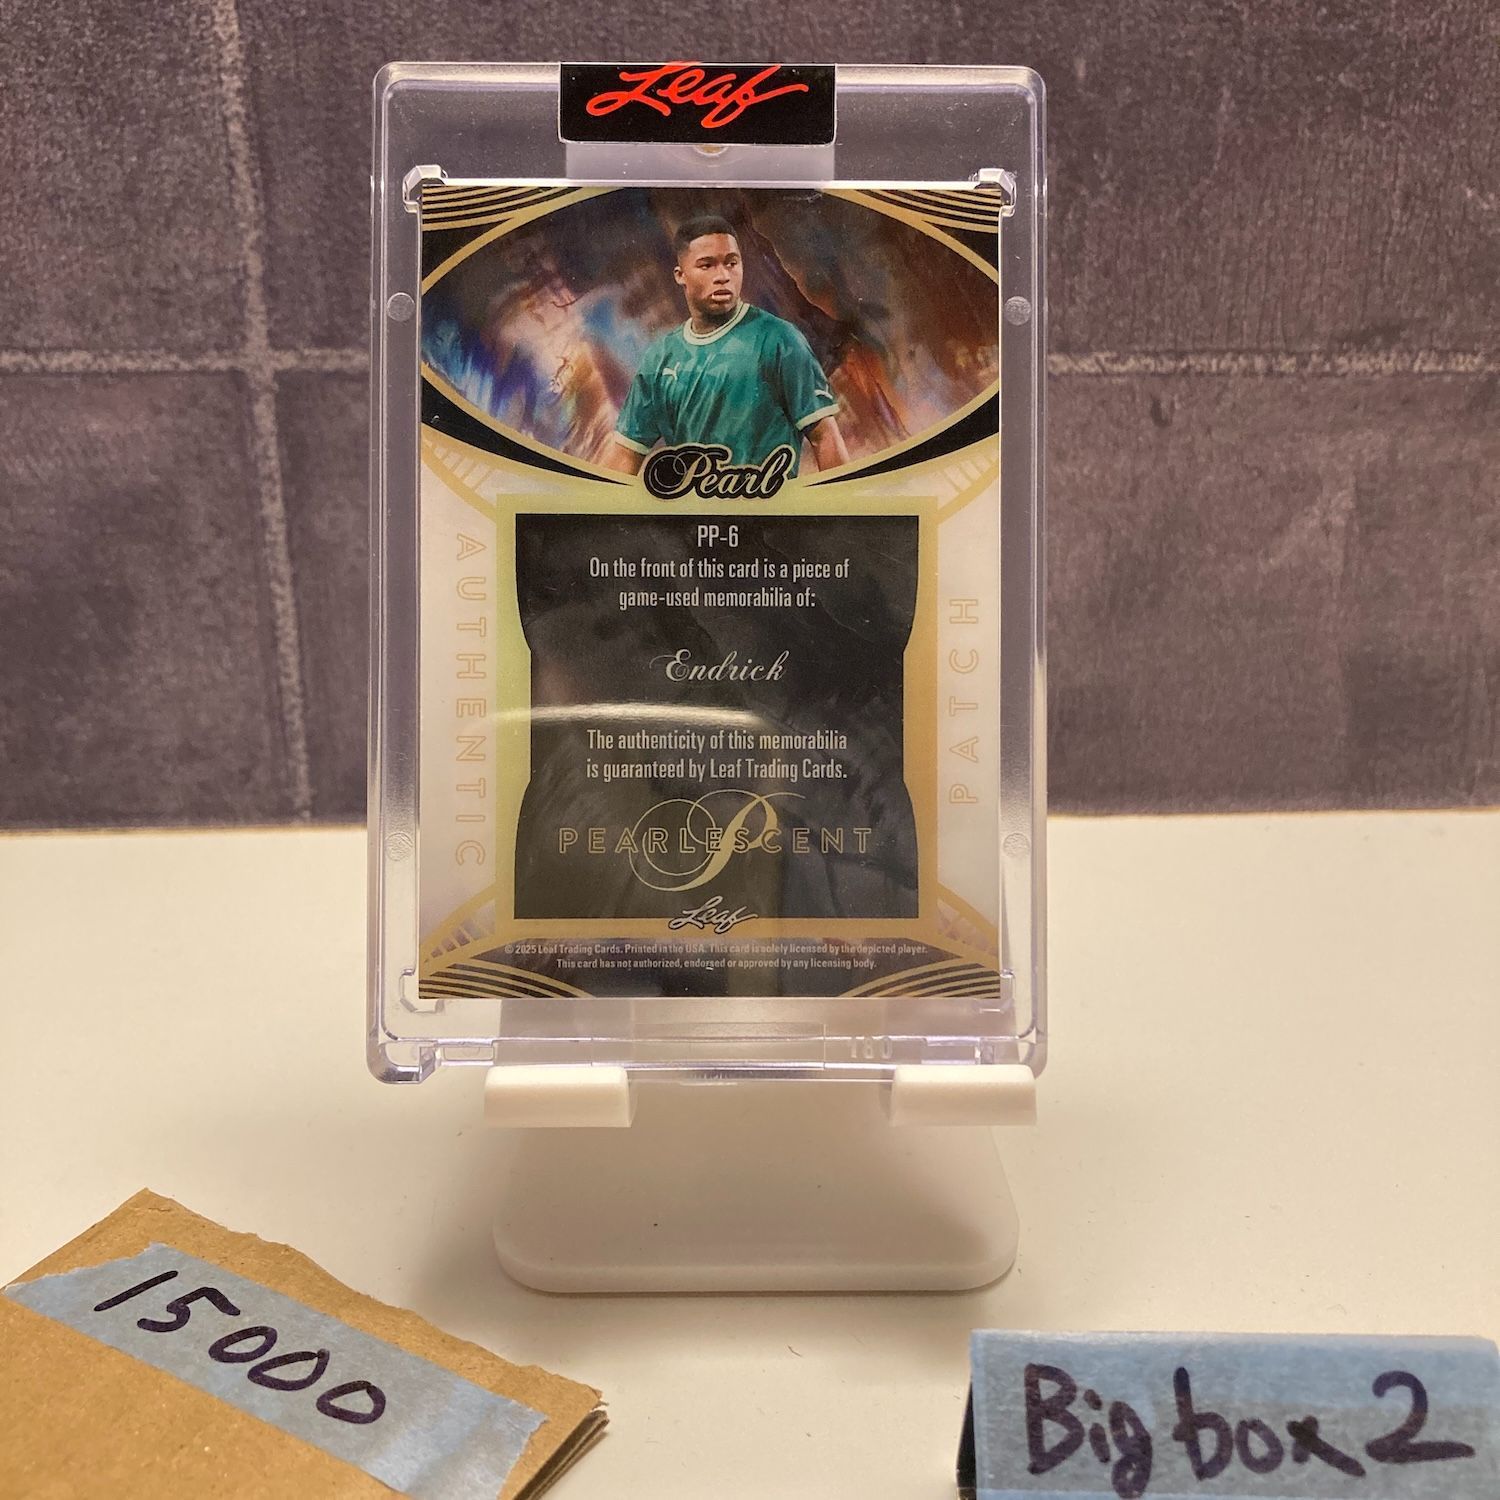 Leaf
Pearl
AUTHENTIC
PATCH
PP-6
On the front of this card is a piece of
game-used memorabilia of:
Endrick
The authenticity of this memorabilia
is guaranteed by Leaf Trading Cards.
P
PEARLESCENT
Leaf
© 2025 Leaf Trading Cards. Printed in the USA. This card is solely licensed by the depicted player.
This card has not authorized, endorsed or approved by any licensing body.
180
15000
Big box 2